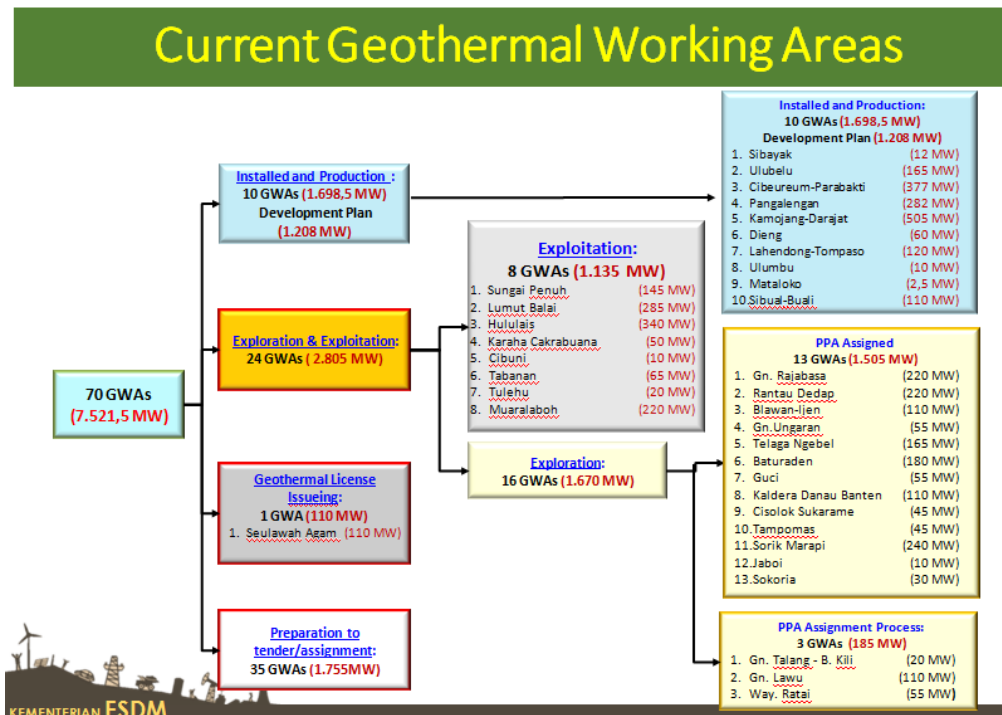 Current Geothermal Working Areas
70 GWAs
(7.521,5 MW)
Installed and Production :
10 GWAs (1.698,5 MW)
Development Plan
(1.208 MW)
Exploration & Exploitation:
24 GWAs ( 2.805 MW)
Geothermal License
Issueing:
1 GWA (110 MW)
1. Seulawah Agam (110 MW)
Preparation to
tender/assignment:
35 GWAs (1.755MW)
Exploitation:
8 GWAs (1.135 MW)
1. Sungai Penuh (145 MW)
2. Lumut Balai (285 MW)
3. Hululais (340 MW)
4. Karaha Cakrabuana (50 MW)
5. Cibuni (10 MW)
6. Tabanan (65 MW)
7. Tulehu (20 MW)
8. Muaralaboh (220 MW)
Exploration:
16 GWAs (1.670 MW)
Installed and Production:
10 GWAs (1.698,5 MW)
Development Plan (1.208 MW)
1. Sibayak (12 MW)
2. Ulubelu (165 MW)
3. Cibeureum-Parabakti (377 MW)
4. Pangalengan (282 MW)
5. Kamojang-Darajat (505 MW)
6. Dieng (60 MW)
7. Lahendong-Tompaso (120 MW)
8. Ulumbu (10 MW)
9. Mataloko (2,5 MW)
10.Sibual-Buali (110 MW)
PPA Assigned
13 GWAs (1.505 MW)
1. Gn. Rajabasa (220 MW)
2. Rantau Dedap (220 MW)
3. Blawan-Ijen (110 MW)
4. Gn.Ungaran (55 MW)
5. Telaga Ngebel (165 MW)
6. Baturaden (180 MW)
7. Guci (55 MW)
8. Kaldera Danau Banten (110 MW)
9. Cisolok Sukarame (45 MW)
10.Tampomas (45 MW)
11.Sorik Marapi (240 MW)
12.Jaboi (10 MW)
13.Sokoria (30 MW)
PPA Assignment Process:
3 GWAs (185 MW)
1. Gn. Talang - B. Kili (20 MW)
2. Gn. Lawu (110 MW)
3. Way. Ratai (55 MW)
KEMENTERIAN ESDM